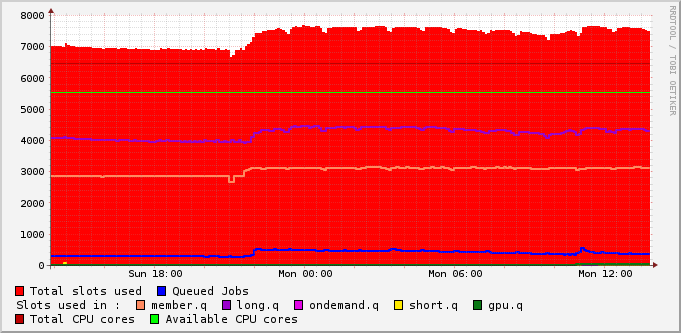 8000
7000
6000
5000
4000
3000
2000
1000
0
Sun 18:00 Mon 00:00 Mon 06:00 Mon 12:00
RRDTOOL / TOBI OETIKER
Total slots used Queued Jobs
Slots used in : member.q long.q ondemand.q short.q gpu.q
Total CPU cores Available CPU cores